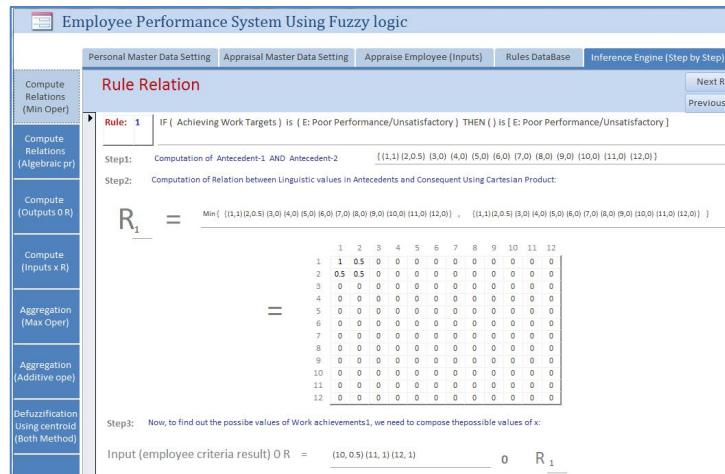 Employee Performance System Using Fuzzy logic
Personal Master Data Setting Appraisal Master Data Setting Appraise Employee (Inputs) Rules DataBase Inference Engine (Step by Step)
Compute Relations (Min Oper)
Compute Relations (Algebraic pr)
Compute (Outputs 0 R)
Compute (Inputs x R)
Aggregation (Max Oper)
Aggregation (Additive ope)
Defuzzification Using centroid (Both Method)
Rule Relation
Next R
Previous
Rule: 1 IF ( Achieving Work Targets ) is ( E: Poor Performance/Unsatisfactory ) THEN ( ) is [ E: Poor Performance/Unsatisfactory ]
Step1: Computation of Antecedent-1 AND Antecedent-2 { (1,1) (2,0.5) (3,0) (4,0) (5,0) (6,0) (7,0) (8,0) (9,0) (10,0) (11,0) (12,0) }
Step2: Computation of Relation between Linguistic values in Antecedents and Consequent Using Cartesian Product:
R1 = Min { {(1,1) (2,0.5) (3,0) (4,0) (5,0) (6,0) (7,0) (8,0) (9,0) (10,0) (11,0) (12,0)} , {(1,1) (2,0.5) (3,0) (4,0) (5,0) (6,0) (7,0) (8,0) (9,0) (10,0) (11,0) (12,0)} }
1 2 3 4 5 6 7 8 9 10 11 12
1 1 0.5 0 0 0 0 0 0 0 0 0 0
2 0.5 0.5 0 0 0 0 0 0 0 0 0 0
3 0 0 0 0 0 0 0 0 0 0 0 0
4 0 0 0 0 0 0 0 0 0 0 0 0
= 5 0 0 0 0 0 0 0 0 0 0 0 0
6 0 0 0 0 0 0 0 0 0 0 0 0
7 0 0 0 0 0 0 0 0 0 0 0 0
8 0 0 0 0 0 0 0 0 0 0 0 0
9 0 0 0 0 0 0 0 0 0 0 0 0
10 0 0 0 0 0 0 0 0 0 0 0 0
11 0 0 0 0 0 0 0 0 0 0 0 0
12 0 0 0 0 0 0 0 0 0 0 0 0
Step3: Now, to find out the possibe values of Work achievements1, we need to compose thepossible values of x:
Input (employee criteria result) O R = (10, 0.5) (11, 1) (12, 1) 0 R 1